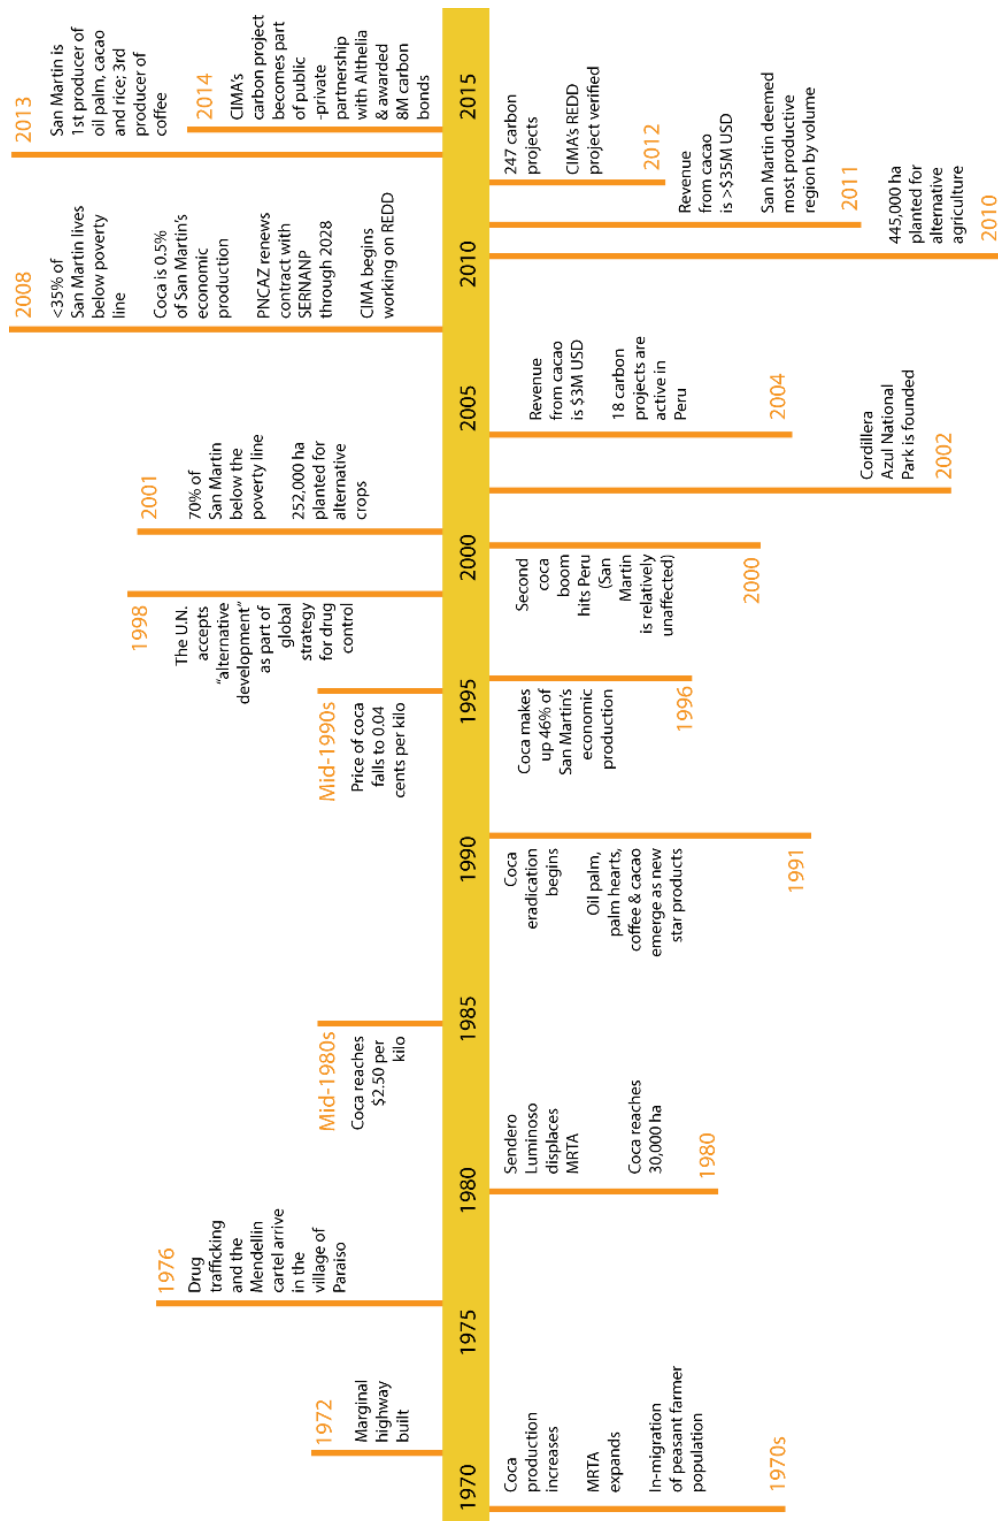 1972
Marginal
highway
built
1976
Drug
trafficking
and the
Mendellin
cartel arrive
in the
village of
Paraiso
Mid-1980s
Coca reaches
$2.50 per
kilo
Mid-1990s
Price of coca
falls to 0.04
cents per kilo
1998
The U.N.
accepts
“alternative
development”
as part of
global
strategy
for drug
control
2001
70% of
San Martin
below the
poverty line
252,000 ha
planted for
alternative
crops
2008
<35% of
San Martin lives
below poverty
line
Coca is 0.5%
of San Martin’s
economic
production
PNCAZ renews
contract with
SERNANP
through 2028
CIMA begins
working on REDD
2013
San Martin is
1st producer of
oil palm, cacao
and rice; 3rd
producer of
coffee
2014
CIMA’s
carbon project
becomes part
of public
-private
partnership
with Althelia
& awarded
8M carbon
bonds
1970
1975
1980
1985
1990
1995
2000
2005
2010
2015
Coca
production
increases
MRTA
expands
In-migration
of peasant farmer
population
1970s
Sendero
Luminoso
displaces
MRTA
Coca reaches
30,000 ha
1980
Coca
eradication
begins
Oil palm,
palm hearts,
coffee & cacao
emerge as new
star products
1991
Coca makes
up 46% of
San Martin’s
economic
production
1996
Second
coca
boom
hits Peru
(San
Martin
is relatively
unaffected)
2000
Cordillera
Azul National
Park is founded
2002
Revenue
from cacao
is $3M USD
18 carbon
projects are
active in
Peru
2004
445,000 ha
planted for
alternative
agriculture
2010
Revenue
from cacao
is >$35M USD
San Martin deemed
most productive
region by volume
2011
247 carbon
projects
CIMA’s REDD
project verified
2012